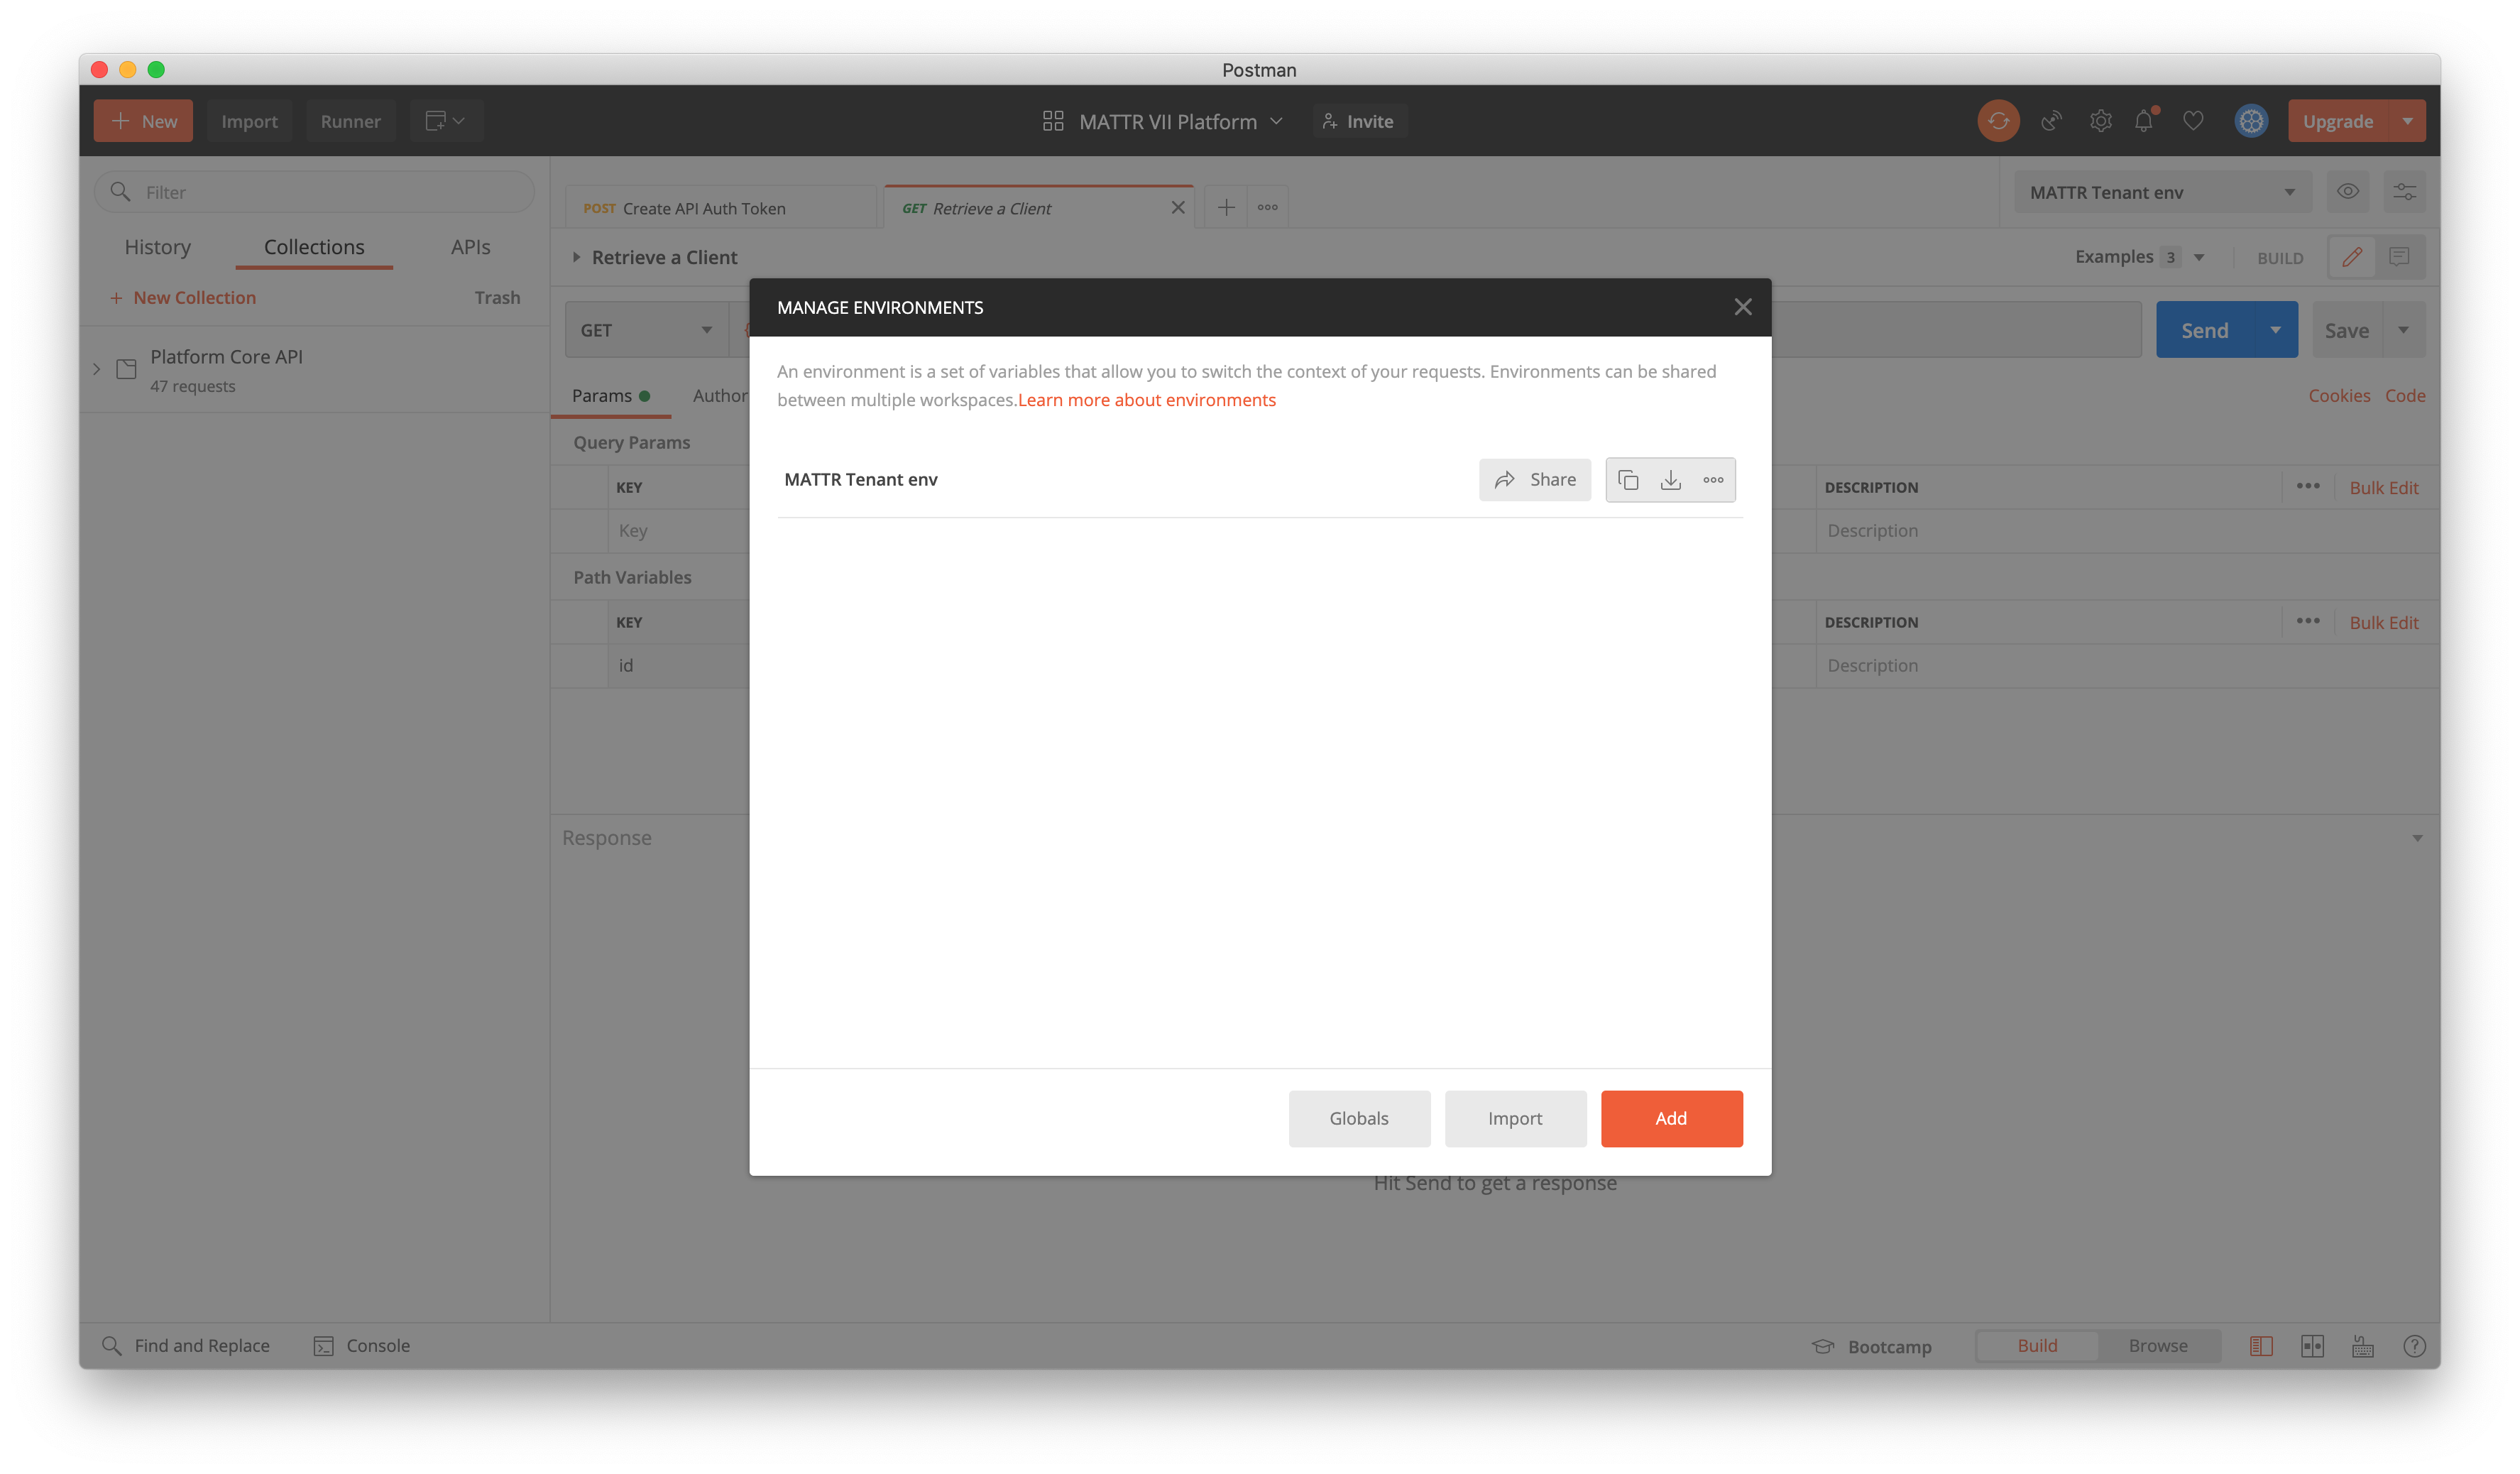 Postman
New
Import
Runner
MATTR VII Platform
Invite
Upgrade
Filter
History
Collections
APIs
+ New Collection
Trash
Platform Core API
47 requests
POST Create API Auth Token
GET Retrieve a Client
MATTR Tenant env
Retrieve a Client
Examples 3
BUILD
GET
Send
Save
Params
Author
Cookies
Code
Query Params
KEY
DESCRIPTION
Bulk Edit
Key
Description
Path Variables
KEY
DESCRIPTION
Bulk Edit
id
Description
Response
MANAGE ENVIRONMENTS
An environment is a set of variables that allow you to switch the context of your requests. Environments can be shared
between multiple workspaces.Learn more about environments
MATTR Tenant env
Share
Globals
Import
Add
Hit Send to get a response
Find and Replace
Console
Bootcamp
Build
Browse